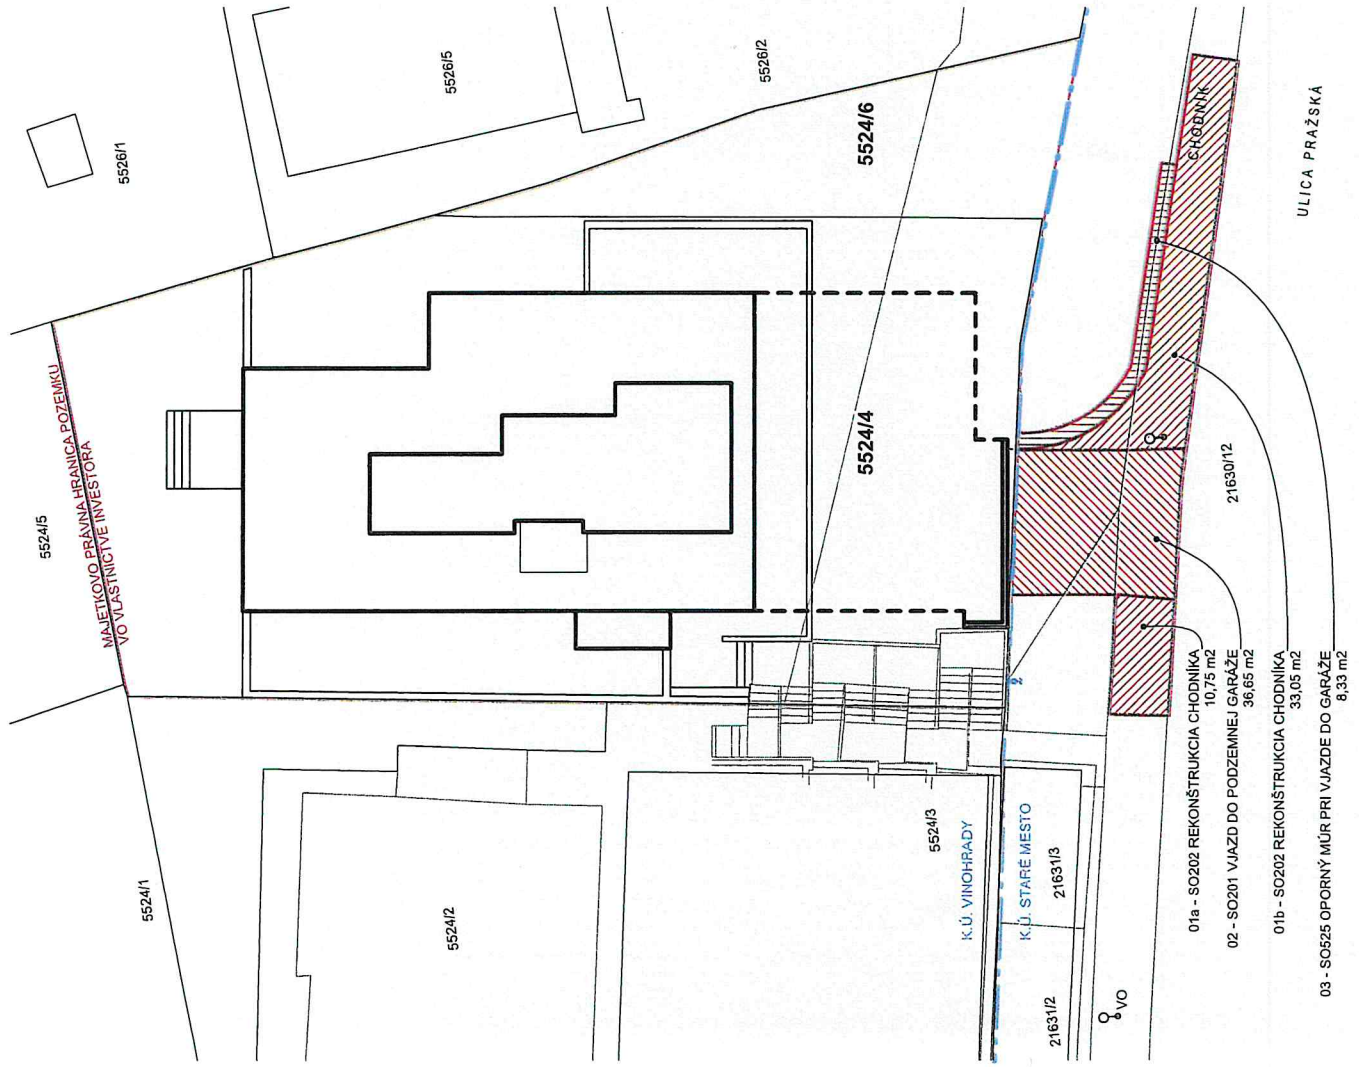 5526/1
5526/5
5526/2
5524/5
MAJETKOVO PRÁVNA HRANICA POZEMKU
VO VLASTNÍCTVE INVESTORA
5524/6
5524/4
CHODNÍK
ULICA PRAŽSKÁ
21630/12
5524/1
5524/2
5524/3
K.Ú. VINOHRADY
K.Ú. STARÉ MESTO
21631/3
21631/2
VO
01a - SO202 REKONŠTRUKCIA CHODNÍKA
10,75 m2
02 - SO201 VJAZD DO PODZEMNEJ GARÁŽE
36,65 m2
01b - SO202 REKONŠTRUKCIA CHODNÍKA
33,05 m2
03 - SO525 OPORNÝ MÚR PRI VJAZDE DO GARÁŽE
8,33 m2